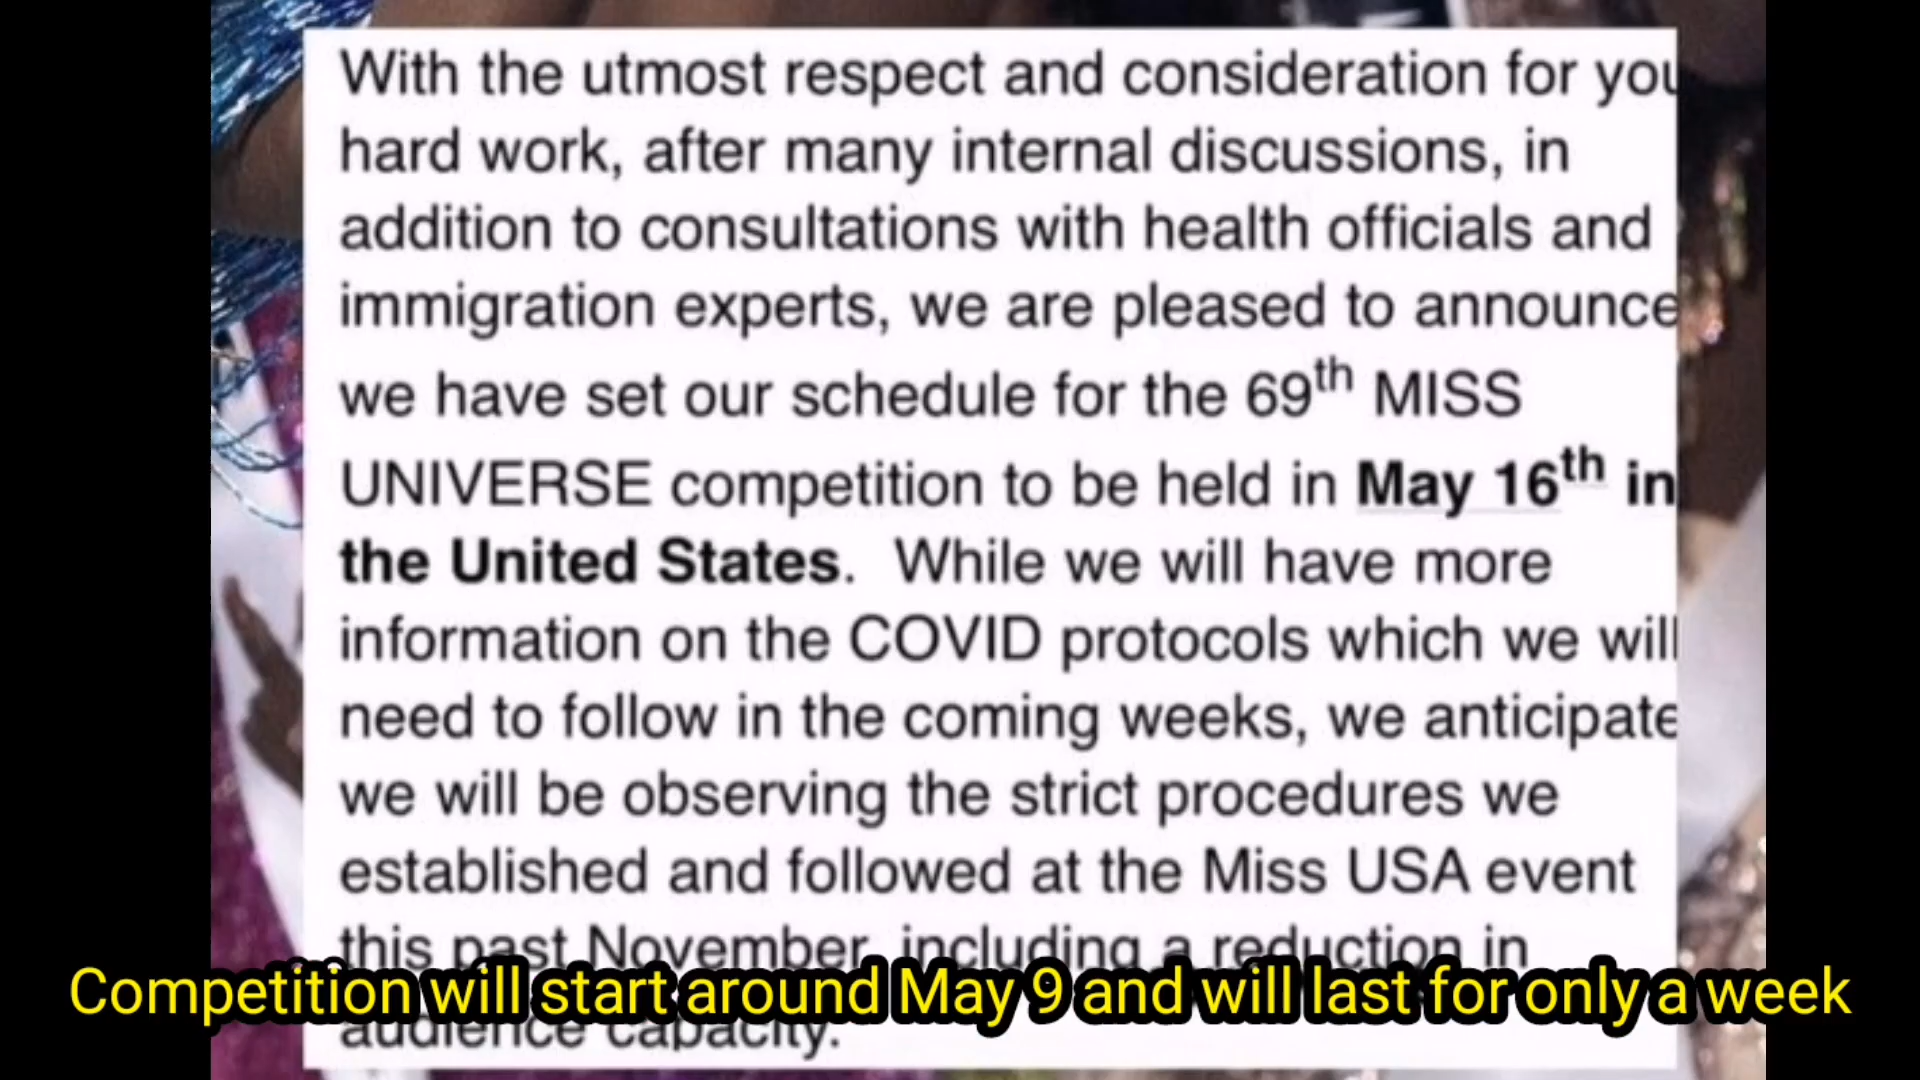 With the utmost respect and consideration for you
hard work, after many internal discussions, in
addition to consultations with health officials and
immigration experts, we are pleased to announce
we have set our schedule for the 69th MISS
UNIVERSE competition to be held in May 16th in
the United States. While we will have more
information on the COVID protocols which we will
need to follow in the coming weeks, we anticipate
we will be observing the strict procedures we
established and followed at the Miss USA event
this past November, including a reduction in
audience capacity.
Competition will start around May 9 and will last for only a week